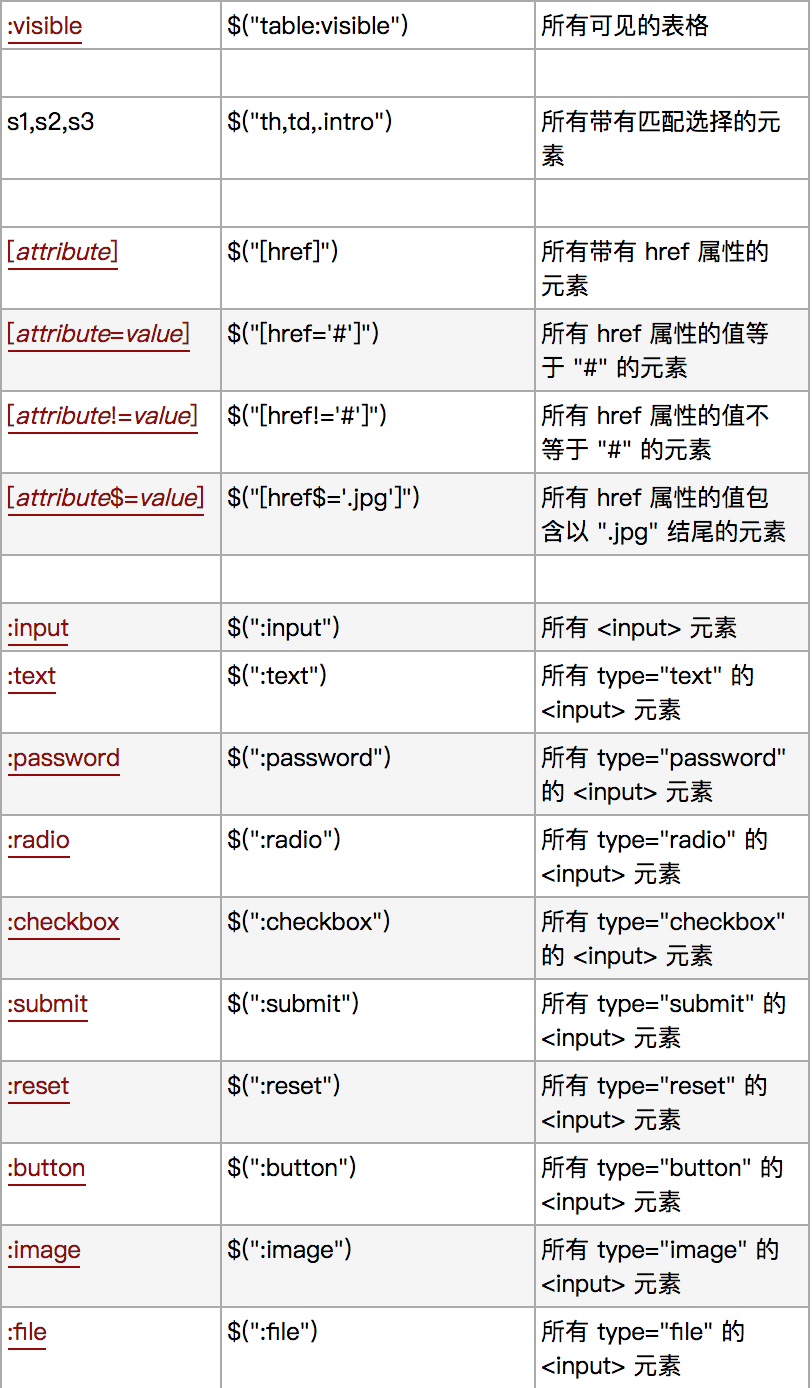 :visible $("table:visible") 所有可见的表格
s1,s2,s3 $("th,td,.intro") 所有带有匹配选择的元
素
[attribute] $("[href]") 所有带有 href 属性的
元素
[attribute=value] $("[href='#']") 所有 href 属性的值等
于 "#" 的元素
[attribute!=value] $("[href!='#']") 所有 href 属性的值不
等于 "#" 的元素
[attribute$=value] $("[href$='.jpg']") 所有 href 属性的值包
含以 ".jpg" 结尾的元素
:input $(":input") 所有 <input> 元素
:text $(":text") 所有 type="text" 的
<input> 元素
:password $(":password") 所有 type="password"
的 <input> 元素
:radio $(":radio") 所有 type="radio" 的
<input> 元素
:checkbox $(":checkbox") 所有 type="checkbox"
的 <input> 元素
:submit $(":submit") 所有 type="submit" 的
<input> 元素
:reset $(":reset") 所有 type="reset" 的
<input> 元素
:button $(":button") 所有 type="button" 的
<input> 元素
:image $(":image") 所有 type="image" 的
<input> 元素
:file $(":file") 所有 type="file" 的
<input> 元素